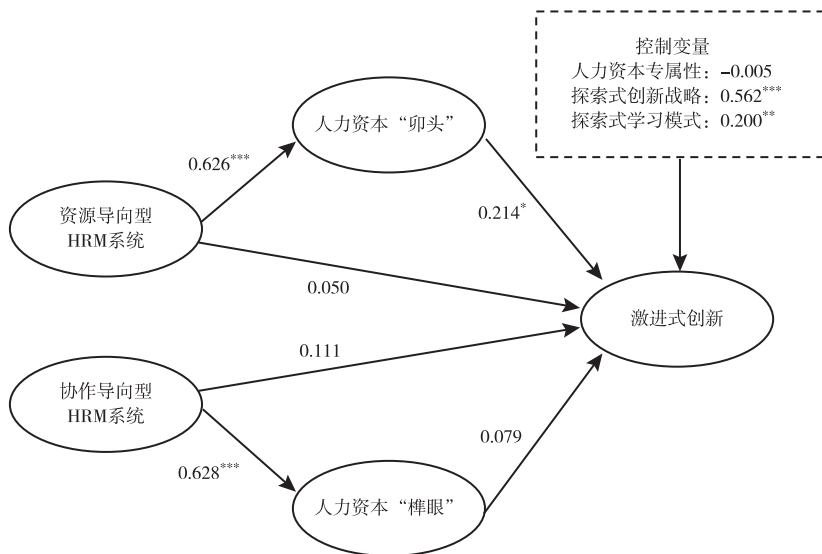 控制变量
人力资本专属性：-0.005
探索式创新战略：0.562***
探索式学习模式：0.200**
人力资本“卯头”
0.626***
资源导向型
HRM系统
0.214*
0.050
激进式创新
0.111
协作导向型
HRM系统
0.079
0.628***
人力资本“榫眼”